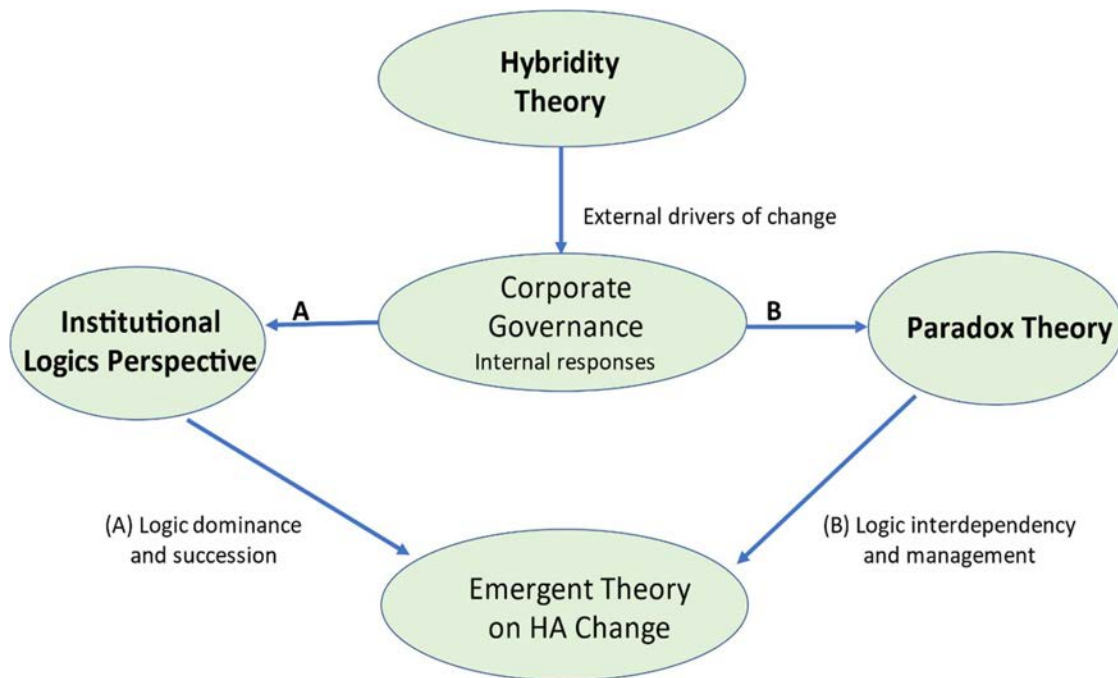 Hybridity
Theory
External drivers of change
Corporate
Governance
Internal responses
A
B
Institutional
Logics Perspective
Paradox Theory
(A) Logic dominance
and succession
(B) Logic interdependency
and management
Emergent Theory
on HA Change